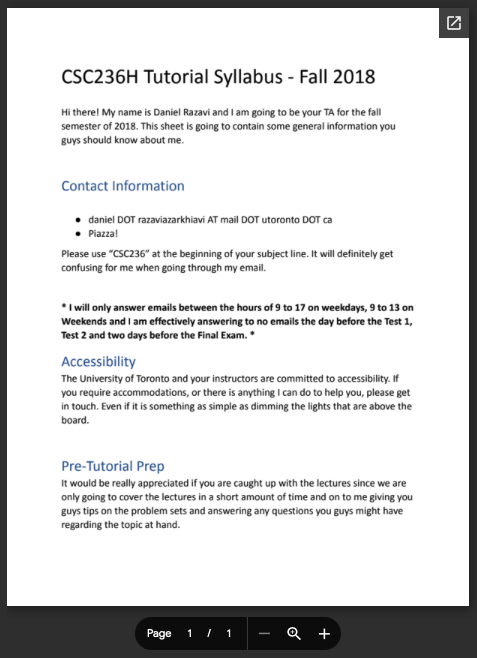 CSC236H Tutorial Syllabus - Fall 2018
Hi there! My name is Daniel Razavi and I am going to be your TA for the fall
semester of 2018. This sheet is going to contain some general information you
guys should know about me.
Contact Information
● daniel DOT razaviazarkhiavi AT mail DOT utoronto DOT ca
● Piazza!
Please use “CSC236” at the beginning of your subject line. It will definitely get
confusing for me when going through my email.
* I will only answer emails between the hours of 9 to 17 on weekdays, 9 to 13 on
Weekends and I am effectively answering to no emails the day before the Test 1,
Test 2 and two days before the Final Exam. *
Accessibility
The University of Toronto and your instructors are committed to accessibility. If
you require accommodations, or there is anything I can do to help you, please get
in touch. Even if it is something as simple as dimming the lights that are above the
board.
Pre-Tutorial Prep
It would be really appreciated if you are caught up with the lectures since we are
only going to cover the lectures in a short amount of time and on to me giving you
guys tips on the problem sets and answering any questions you guys might have
regarding the topic at hand.
Page 1 / 1